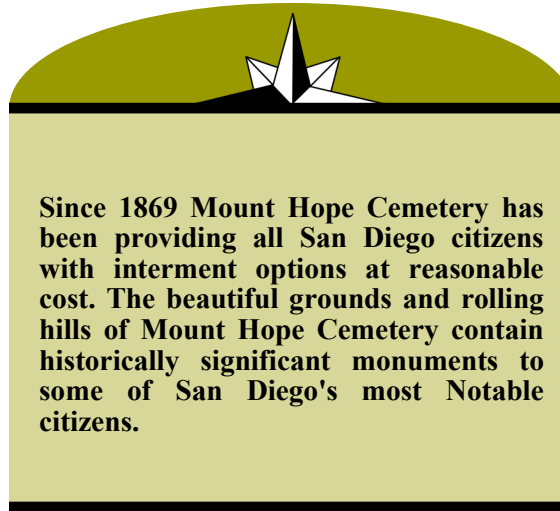 Since 1869 Mount Hope Cemetery has
been providing all San Diego citizens
with interment options at reasonable
cost. The beautiful grounds and rolling
hills of Mount Hope Cemetery contain
historically significant monuments to
some of San Diego's most Notable
citizens.